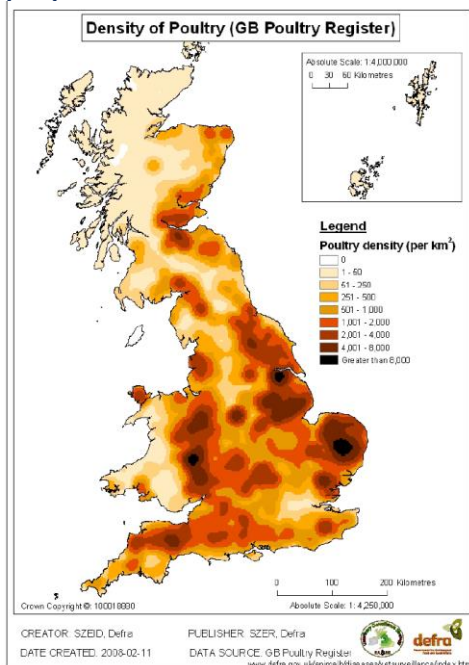 Density of Poultry (GB Poultry Register)
Absolute Scale: 1:4,000,000
0 30 60 Kilometres
Legend
Poultry density (per km²)
0
1 - 50
51 - 250
251 - 500
501 - 1,000
1,001 - 2,000
2,001 - 4,000
4,001 - 8,000
Greater than 8,000
0 100 200 Kilometres
Absolute Scale: 1: 4,250,000
Crown Copyright ©: 100018880
CREATOR: SZEID, Defra
PUBLISHER: SZER, Defra
DATE CREATED: 2008-02-11
DATA SOURCE: GB Poultry Register
defra